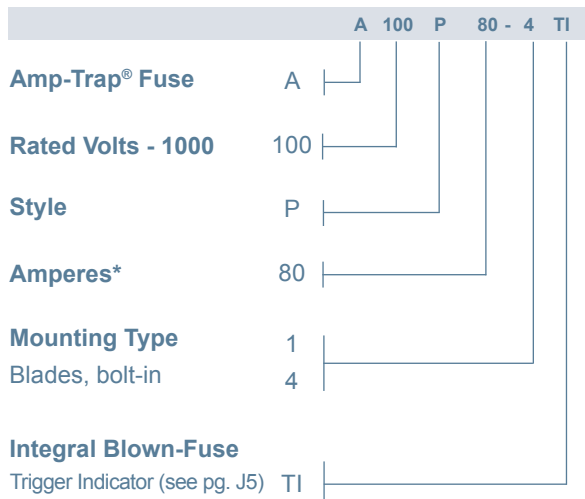 A 100 P 80 - 4 TI
Amp-Trap® Fuse A
Rated Volts - 1000 100
Style P
Amperes* 80
Mounting Type 1
Blades, bolt-in 4
Integral Blown-Fuse
Trigger Indicator (see pg. J5) TI